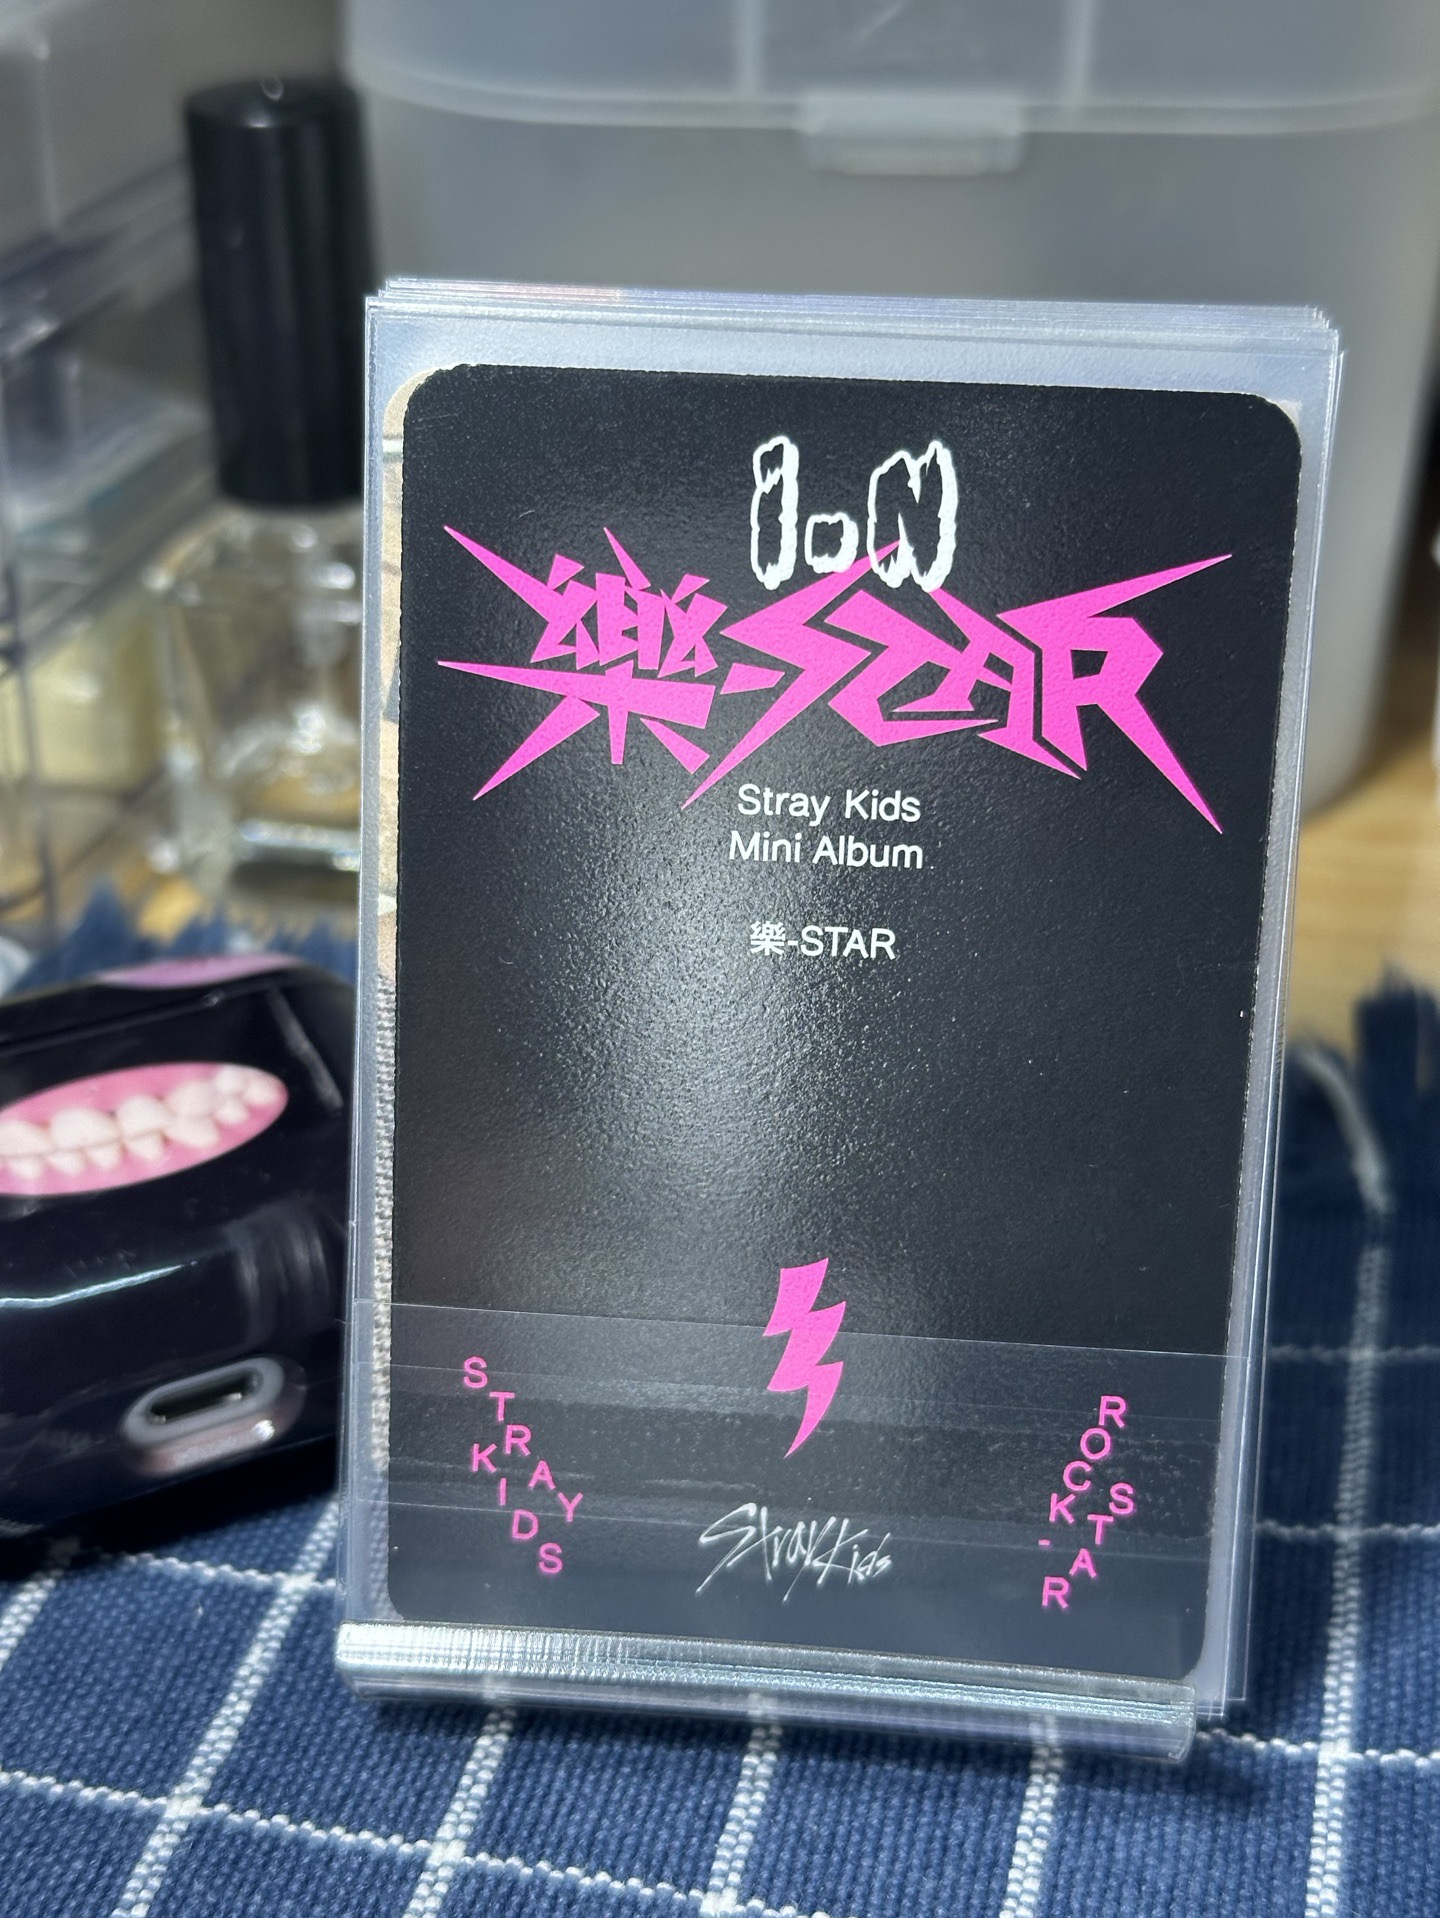 I.N
樂-STAR
Stray Kids
Mini Album
樂-STAR
STRAY
KIDS
Stray Kids
ROCK-
STAR